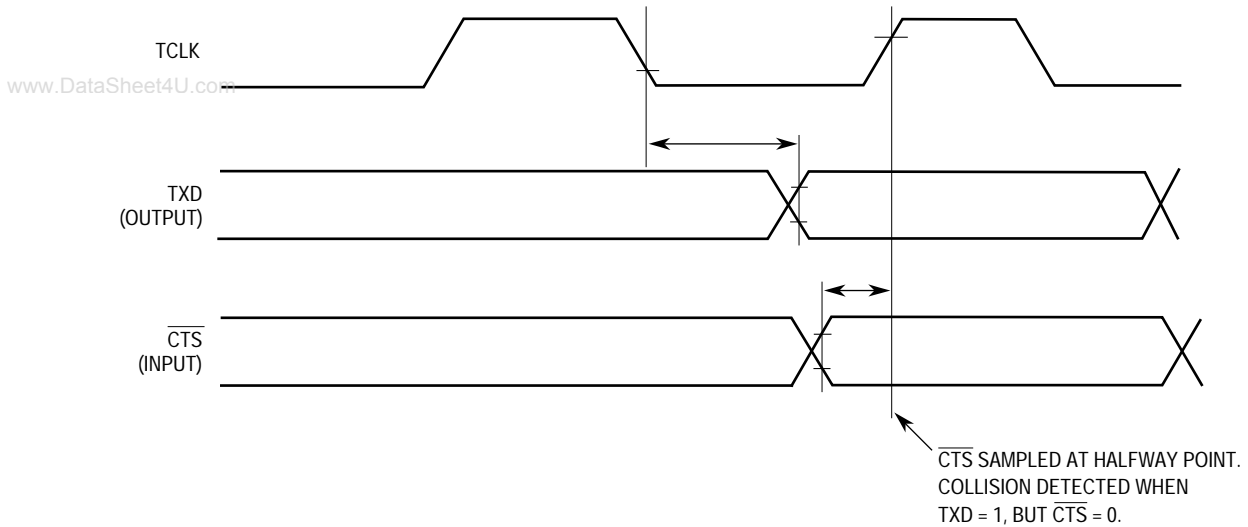 TCLK
www.DataSheet4U.com
TXD
(OUTPUT)
CTS
(INPUT)
CTS SAMPLED AT HALFWAY POINT.
COLLISION DETECTED WHEN
TXD = 1, BUT CTS = 0.